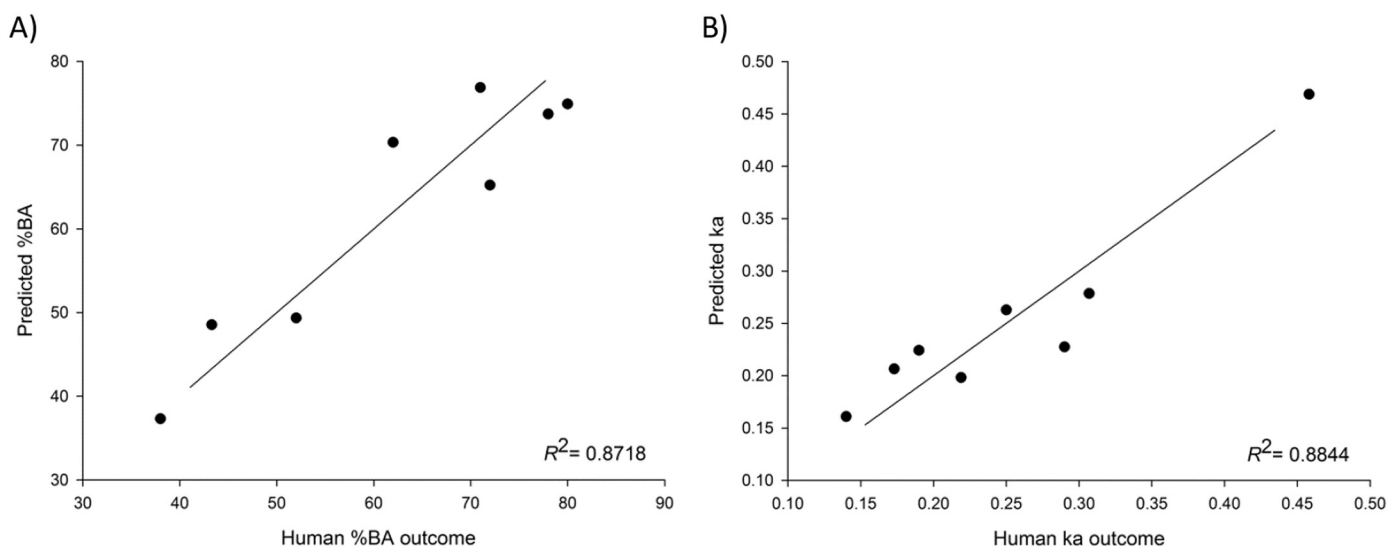 A)
80
70
60
50
40
30
Predicted %BA
R²= 0.8718
30 40 50 60 70 80 90
Human %BA outcome
B)
0.50
0.45
0.40
0.35
0.30
0.25
0.20
0.15
0.10
Predicted ka
R²= 0.8844
0.10 0.15 0.20 0.25 0.30 0.35 0.40 0.45 0.50
Human ka outcome